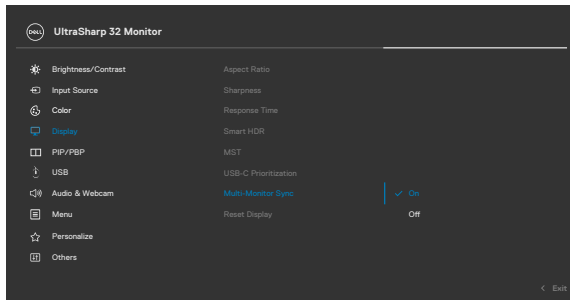 DELL UltraSharp 32 Monitor
Brightness/Contrast Aspect Ratio
Input Source Sharpness
Color Response Time
Display Smart HDR
PIP/PBP MST
USB USB-C Prioritization
Audio & Webcam Multi-Monitor Sync On
Menu Reset Display Off
Personalize
Others
Exit